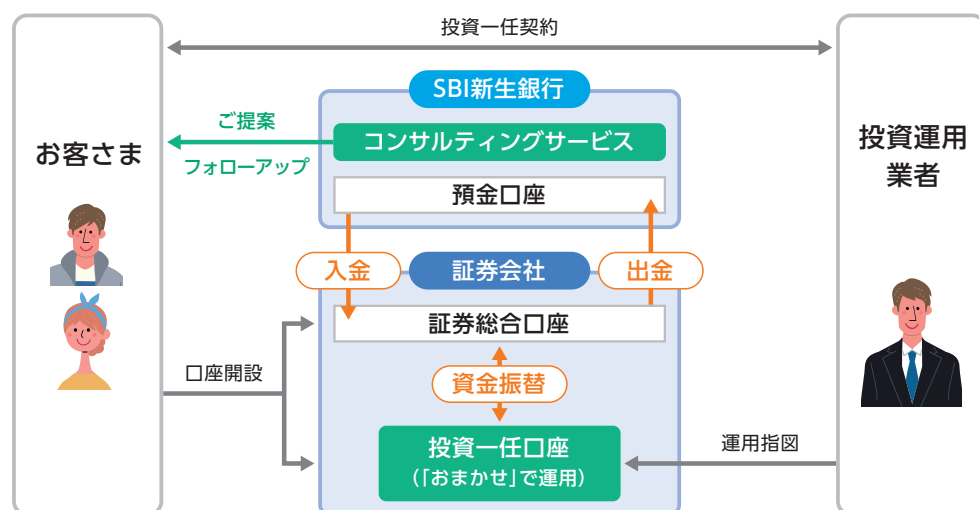 投資一任契約
SBI新生銀行
お客さま
ご提案
フォローアップ
コンサルティングサービス
預金口座
投資運用
業者
入金
証券会社
出金
証券総合口座
口座開設
資金振替
投資一任口座
(「おまかせ」で運用)
運用指図